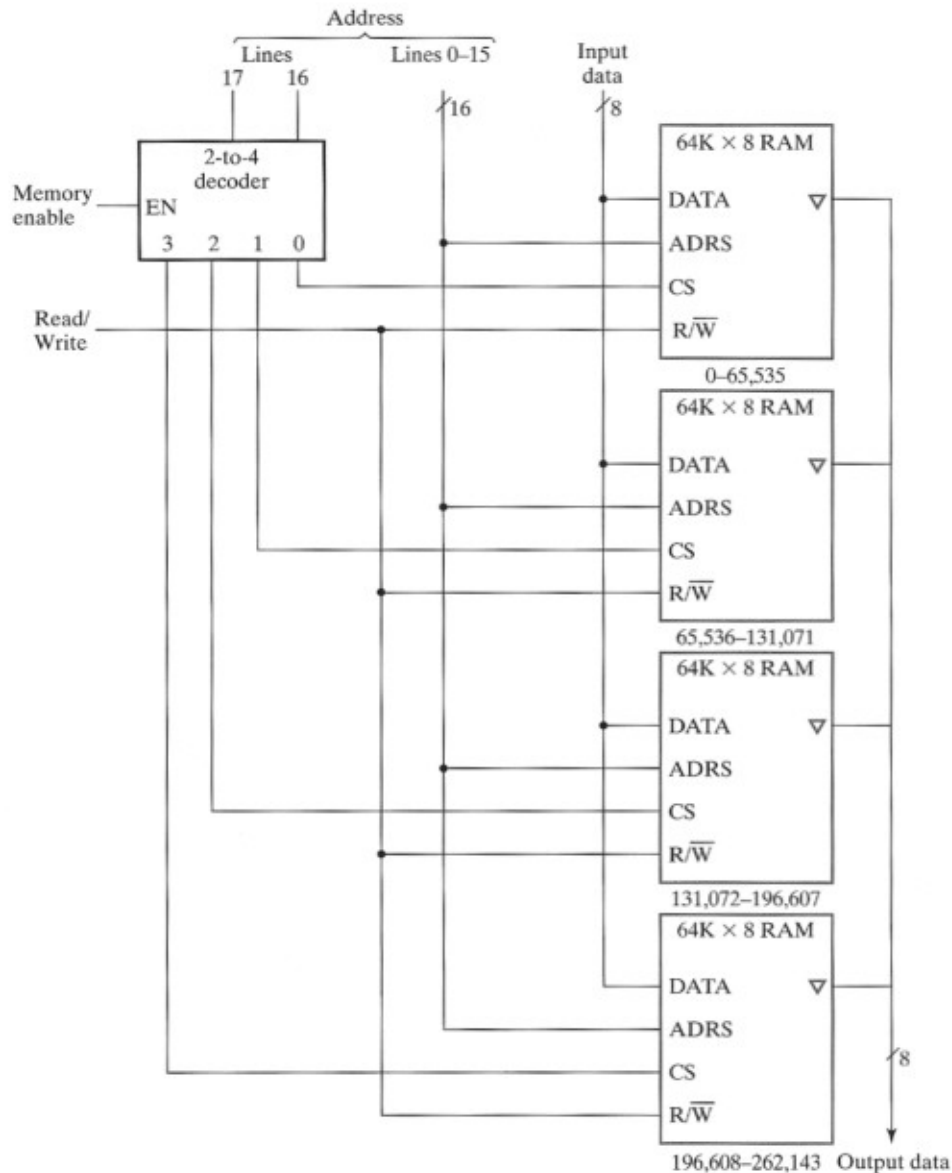 Address
Lines
17
16
Lines 0–15
Input
data
16
8
2-to-4
decoder
Memory
enable
EN
3 2 1 0
Read/
Write
64K × 8 RAM
DATA
ADRS
CS
R/W̅
0–65,535
64K × 8 RAM
DATA
ADRS
CS
R/W̅
65,536–131,071
64K × 8 RAM
DATA
ADRS
CS
R/W̅
131,072–196,607
64K × 8 RAM
DATA
ADRS
CS
R/W̅
196,608–262,143
8
Output data